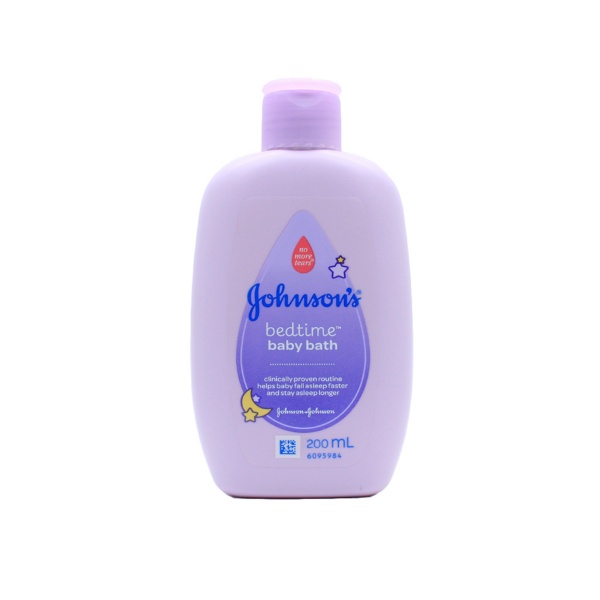 no
more
tears®
Johnson's®
bedtime™
baby bath
clinically proven routine
helps baby fall asleep faster
and stay asleep longer
Johnson & Johnson
200 mL
6095984